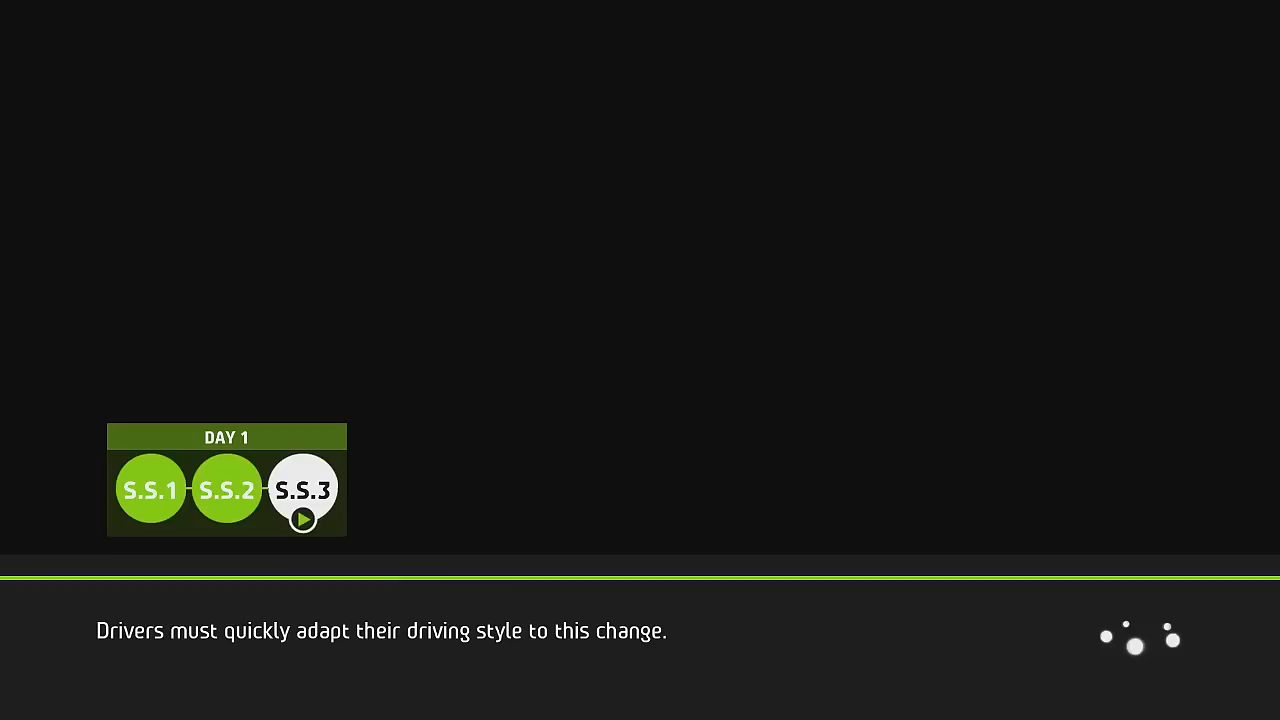 DAY 1
S.S.1 S.S.2 S.S.3
Drivers must quickly adapt their driving style to this change.